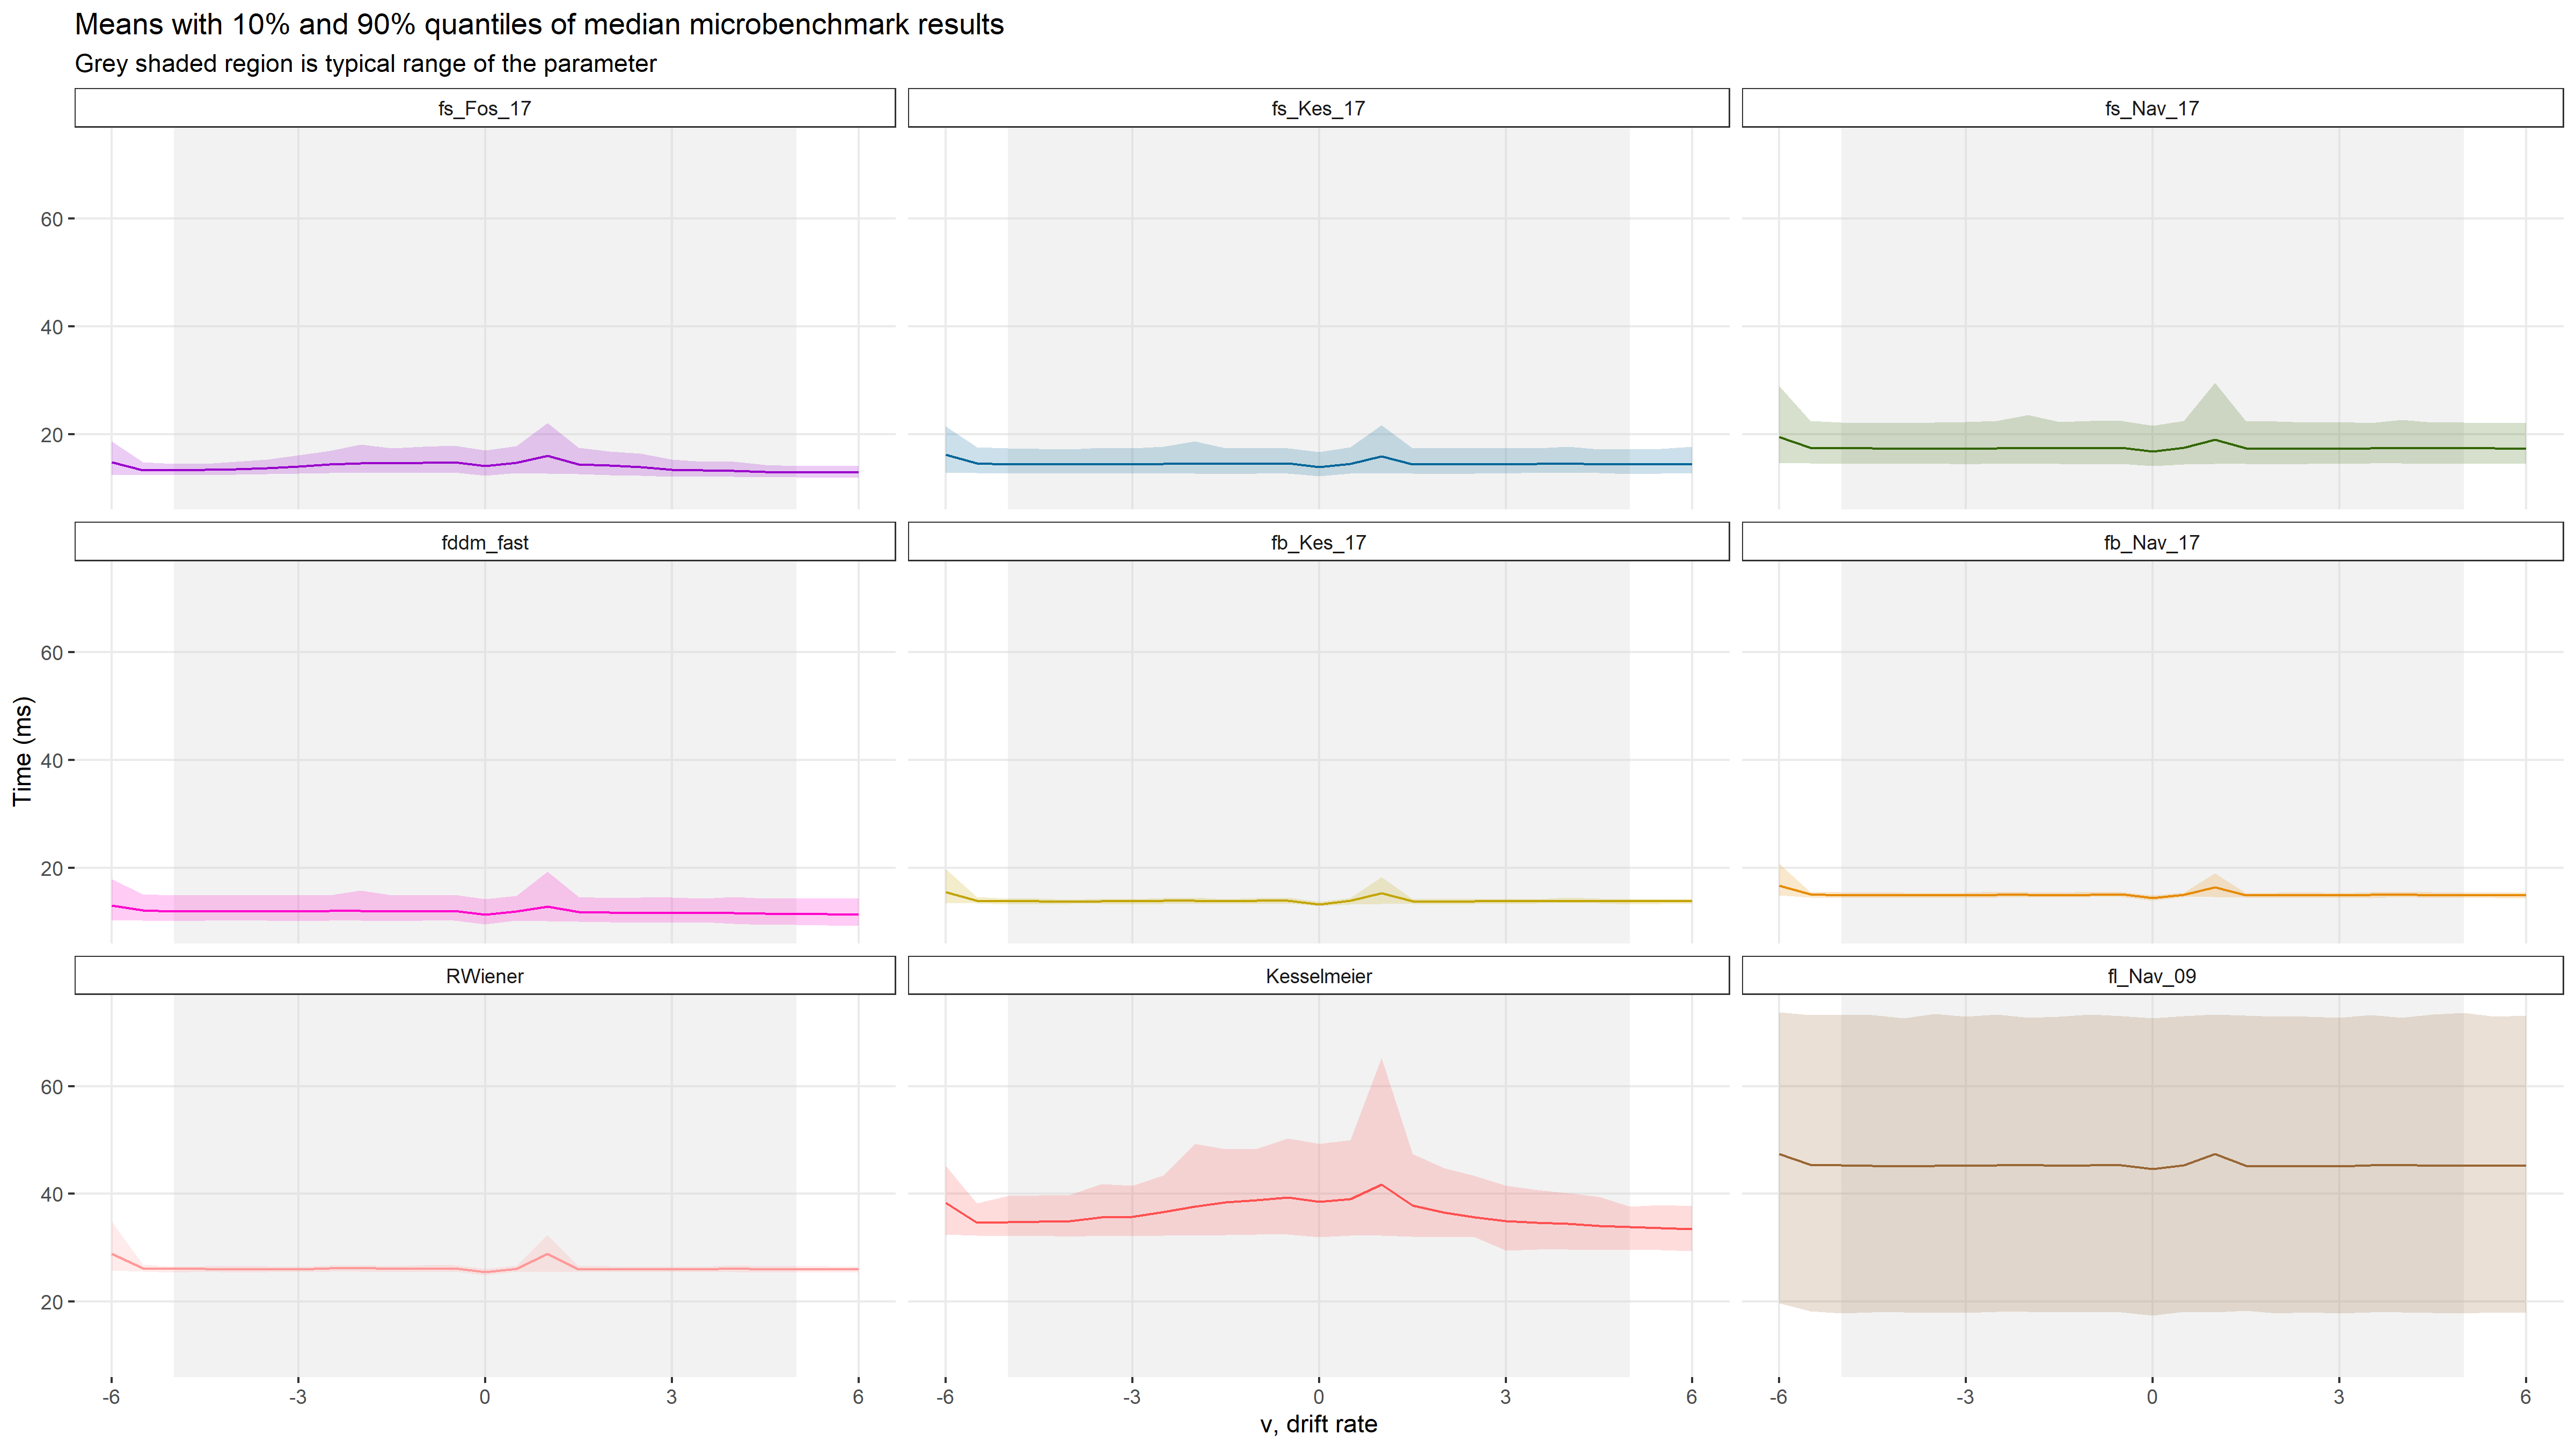 Means with 10% and 90% quantiles of median microbenchmark results
Grey shaded region is typical range of the parameter
fs_Fos_17
fs_Kes_17
fs_Nav_17
60
40
20
fddm_fast
fb_Kes_17
fb_Nav_17
60
40
20
Time (ms)
RWiener
Kesselmeier
fl_Nav_09
60
40
20
-6 -3 0 3 6
-6 -3 0 3 6
-6 -3 0 3 6
v, drift rate